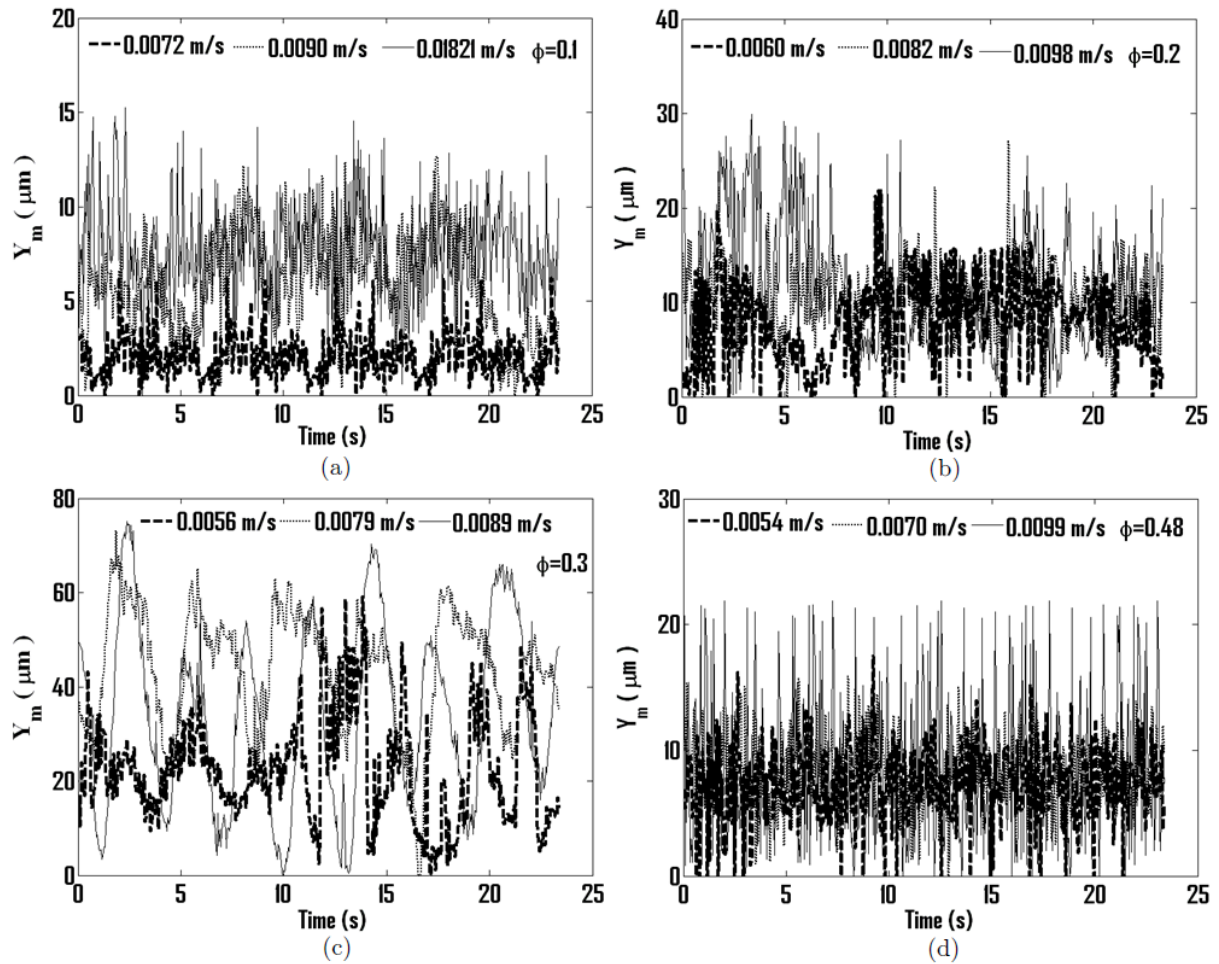 20
0.0072 m/s 0.0090 m/s 0.01821 m/s ϕ=0.1
15
10
5
0
Y_m ( μm )
0 5 10 15 20 25
Time (s)
(a)
40
0.0060 m/s 0.0082 m/s 0.0098 m/s ϕ=0.2
30
20
10
0
Y_m ( μm )
0 5 10 15 20 25
Time (s)
(b)
80
0.0056 m/s 0.0079 m/s 0.0089 m/s
ϕ=0.3
60
40
20
0
Y_m ( μm )
0 5 10 15 20 25
Time (s)
(c)
30
0.0054 m/s 0.0070 m/s 0.0099 m/s ϕ=0.48
20
10
0
Y_m ( μm )
0 5 10 15 20 25
Time (s)
(d)